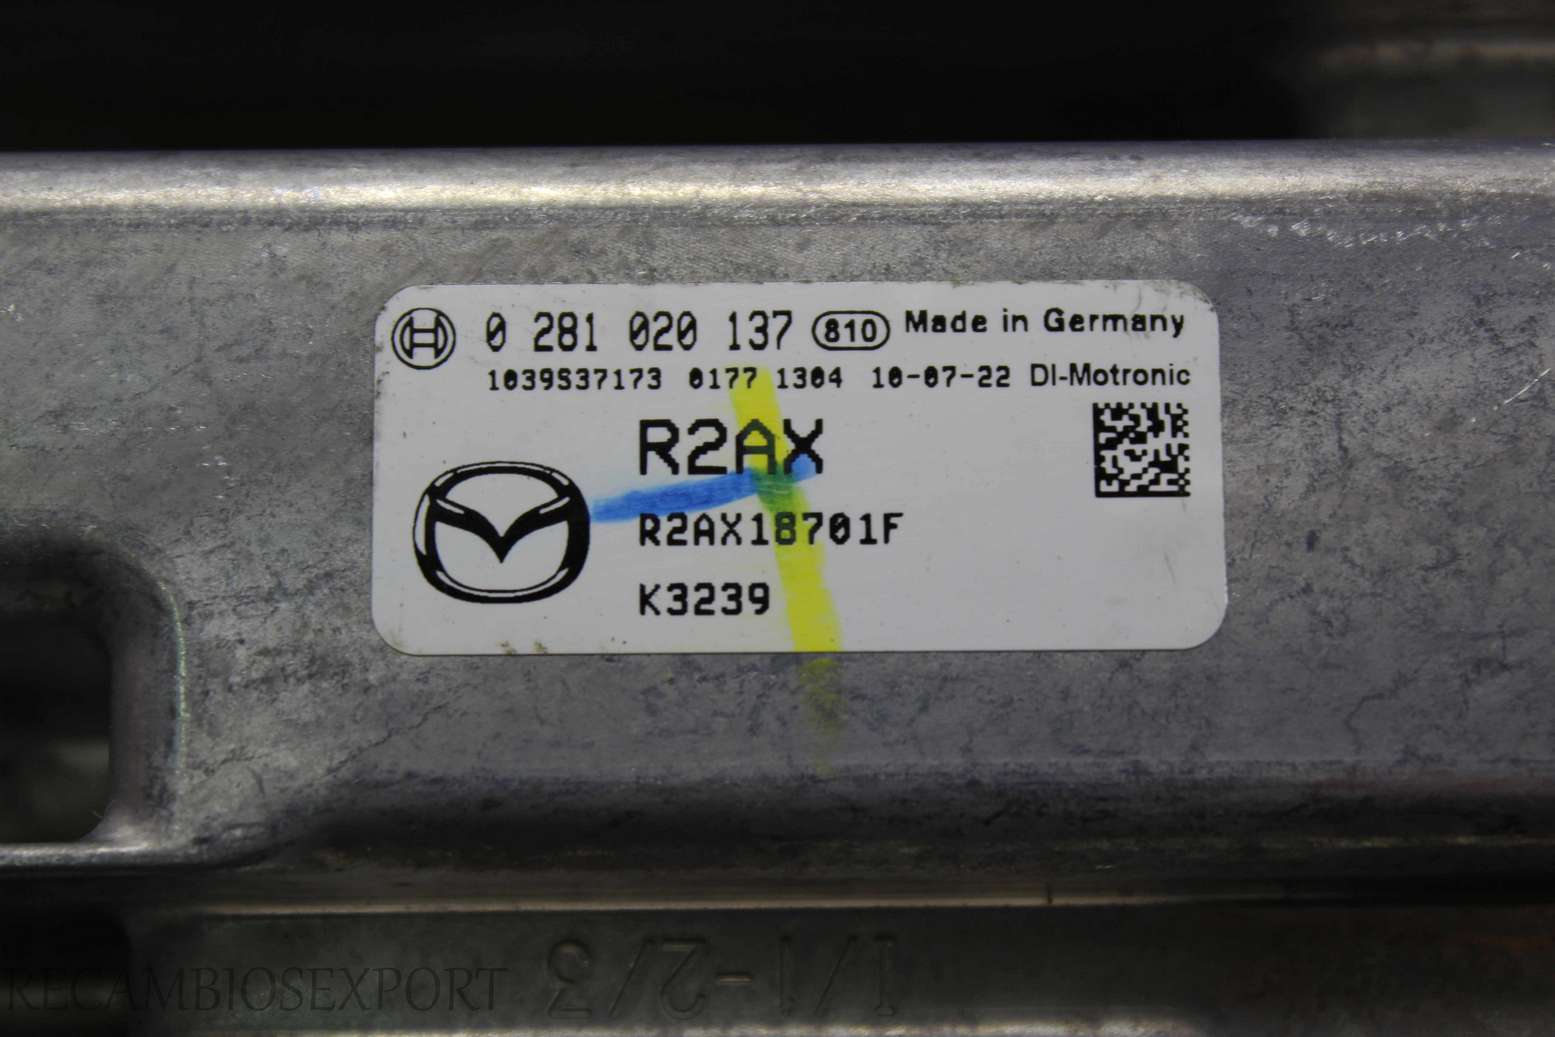 0 281 020 137 810 Made in Germany
1039S37173 0177 1304 10-07-22 DI-Motronic
R2AX
R2AX18701F
K3239
1/1-2/3
RECAMBIOSEXPORT